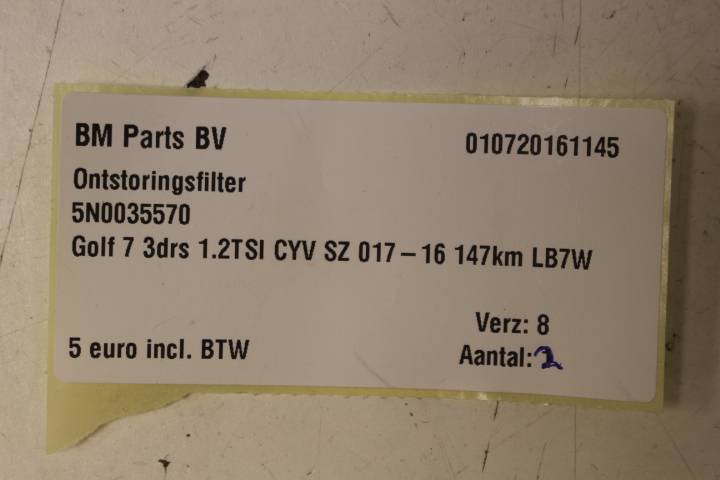 BM Parts BV 010720161145
Ontstoringsfilter
5N0035570
Golf 7 3drs 1.2TSI CYV SZ 017-16 147km LB7W
Verz: 8
5 euro incl. BTW Aantal: 2